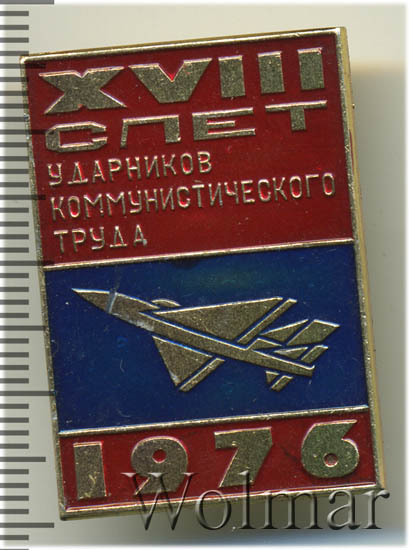 XVIII
СЛЕТ
УДАРНИКОВ
КОММУНИСТИЧЕСКОГО
ТРУДА
1976
Wolmar